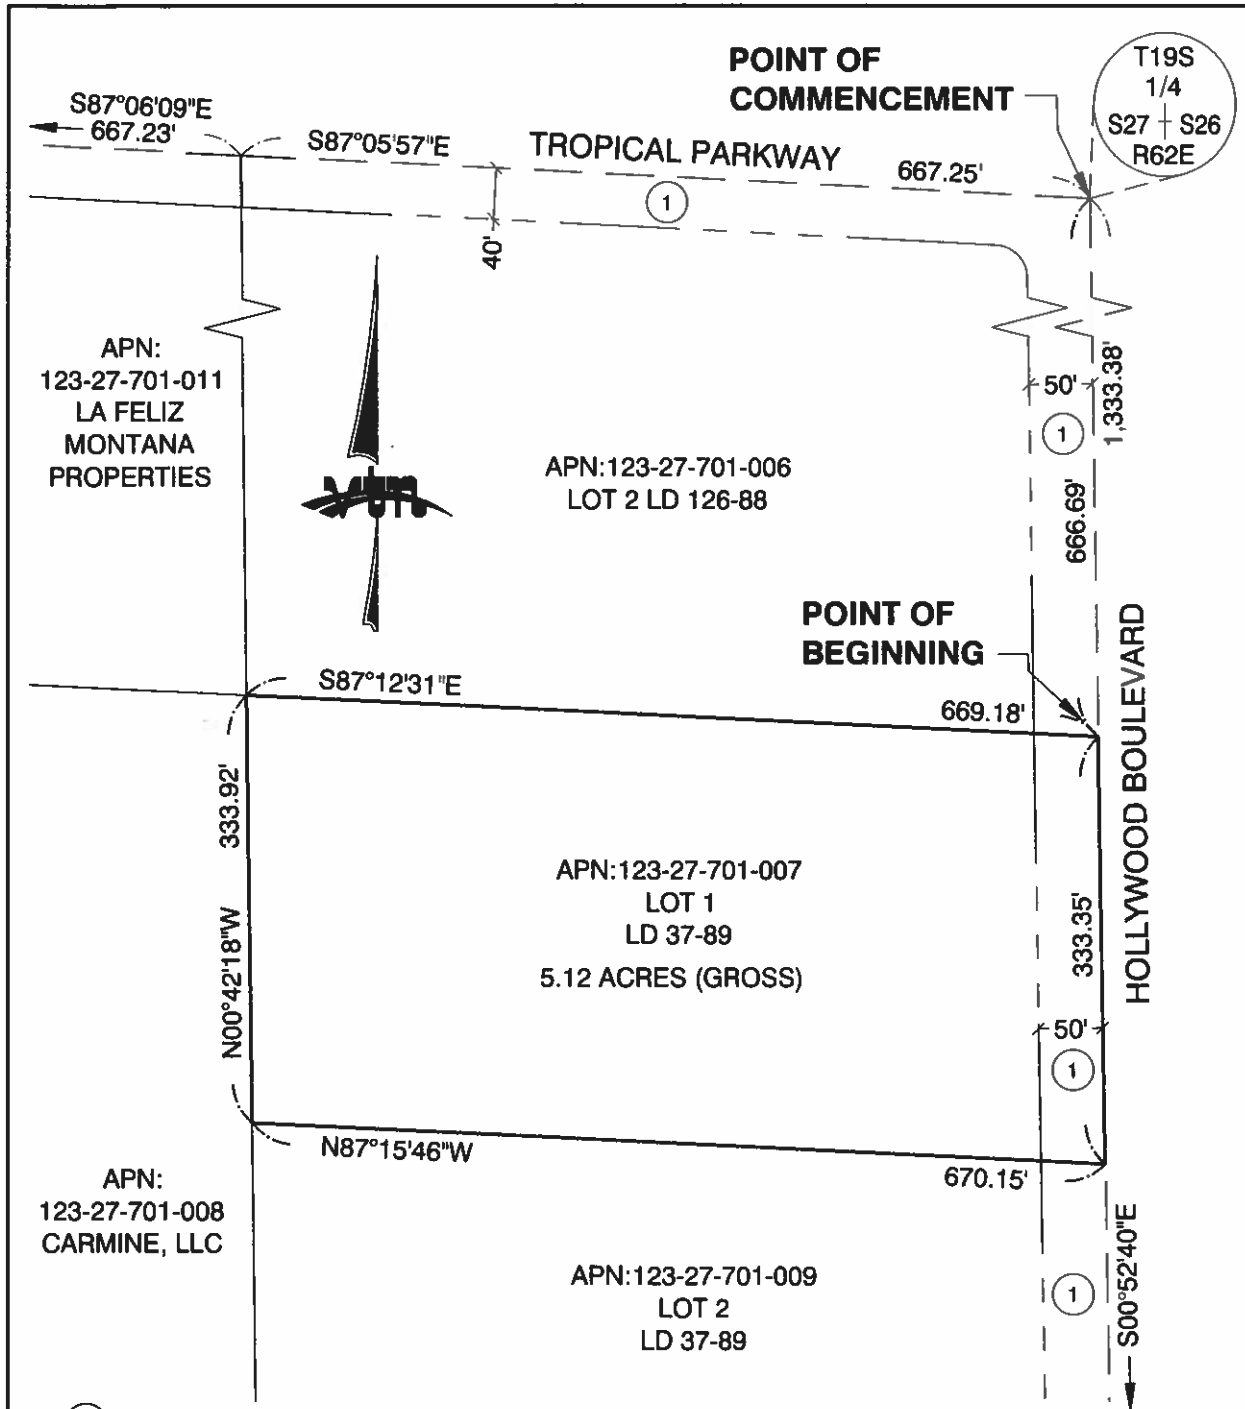 POINT OF
COMMENCEMENT
T19S
1/4
S27 S26
R62E
S87°06'09"E
667.23'
S87°05'57"E
TROPICAL PARKWAY
667.25'
1
40'
APN:
123-27-701-011
LA FELIZ
MONTANA
PROPERTIES
50'
1
1,333.38'
666.69'
APN:123-27-701-006
LOT 2 LD 126-88
POINT OF
BEGINNING
HOLLYWOOD BOULEVARD
S87°12'31"E
669.18'
333.92'
N00°42'18"W
APN:123-27-701-007
LOT 1
LD 37-89
5.12 ACRES (GROSS)
333.35'
50'
1
N87°15'46"W
670.15'
APN:
123-27-701-008
CARMINE, LLC
APN:123-27-701-009
LOT 2
LD 37-89
1
S00°52'40"E